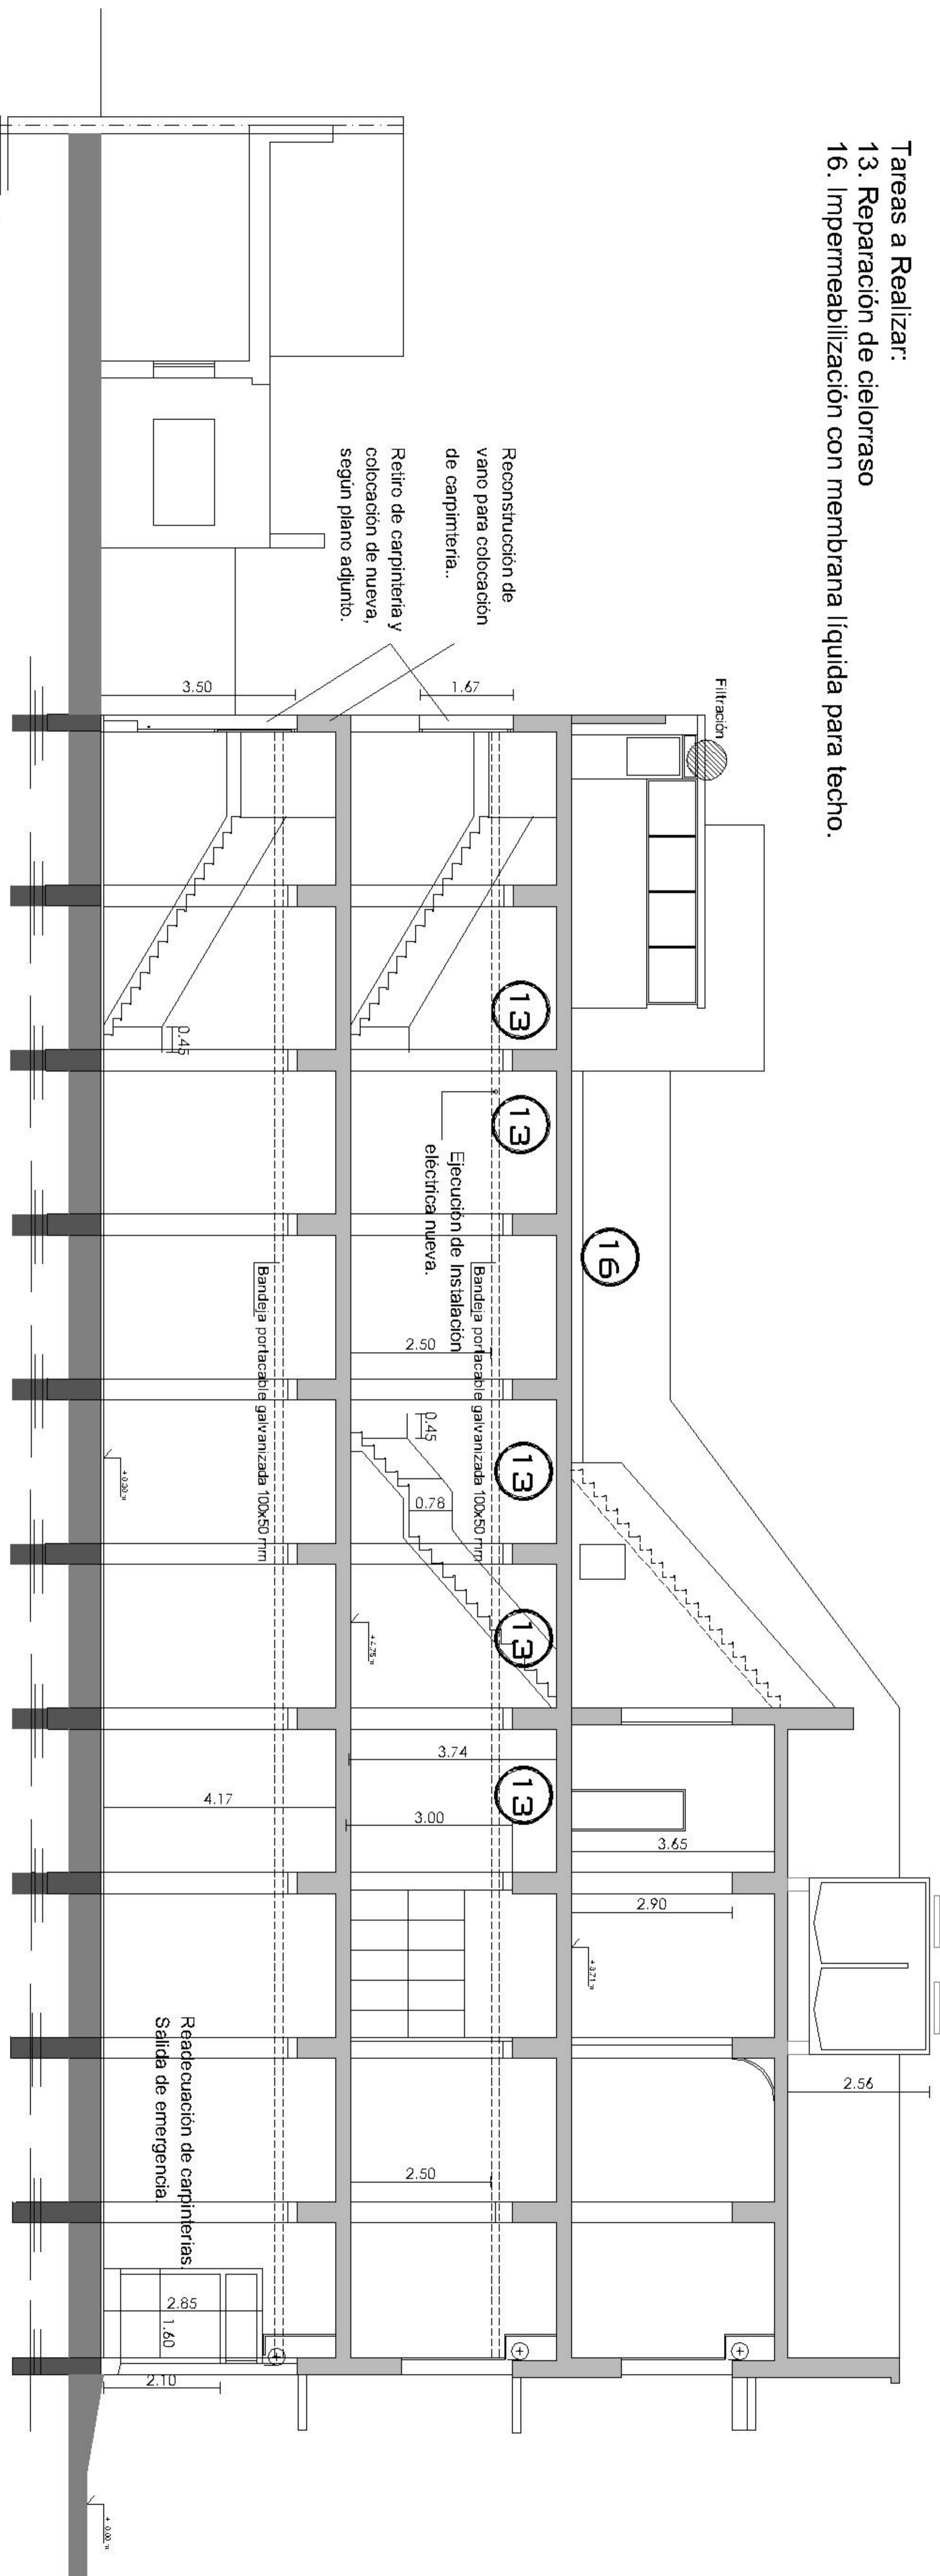 Tareas a Realizar:
13. Reparación de cielorraso
16. Impermeabilización con membrana líquida para techo.
Filtración
Reconstrucción de
vano para colocación
de carpimteria..
Retiro de carpinteria y
colocación de nueva,
según plano adjunto.
1.67
3.50
16
13
13
13
13
13
Ejecución de Instalación
eléctrica nueva.
Bandeja portacable galvanizada 100x50 mm
Bandeja portacable galvanizada 100x50 mm
0.45
2.50
0.45
0.78
3.74
3.00
4.17
3.65
2.90
2.56
2.50
Readecuación de carpinterias.
Salida de emergencia.
2.85
1.60
2.10